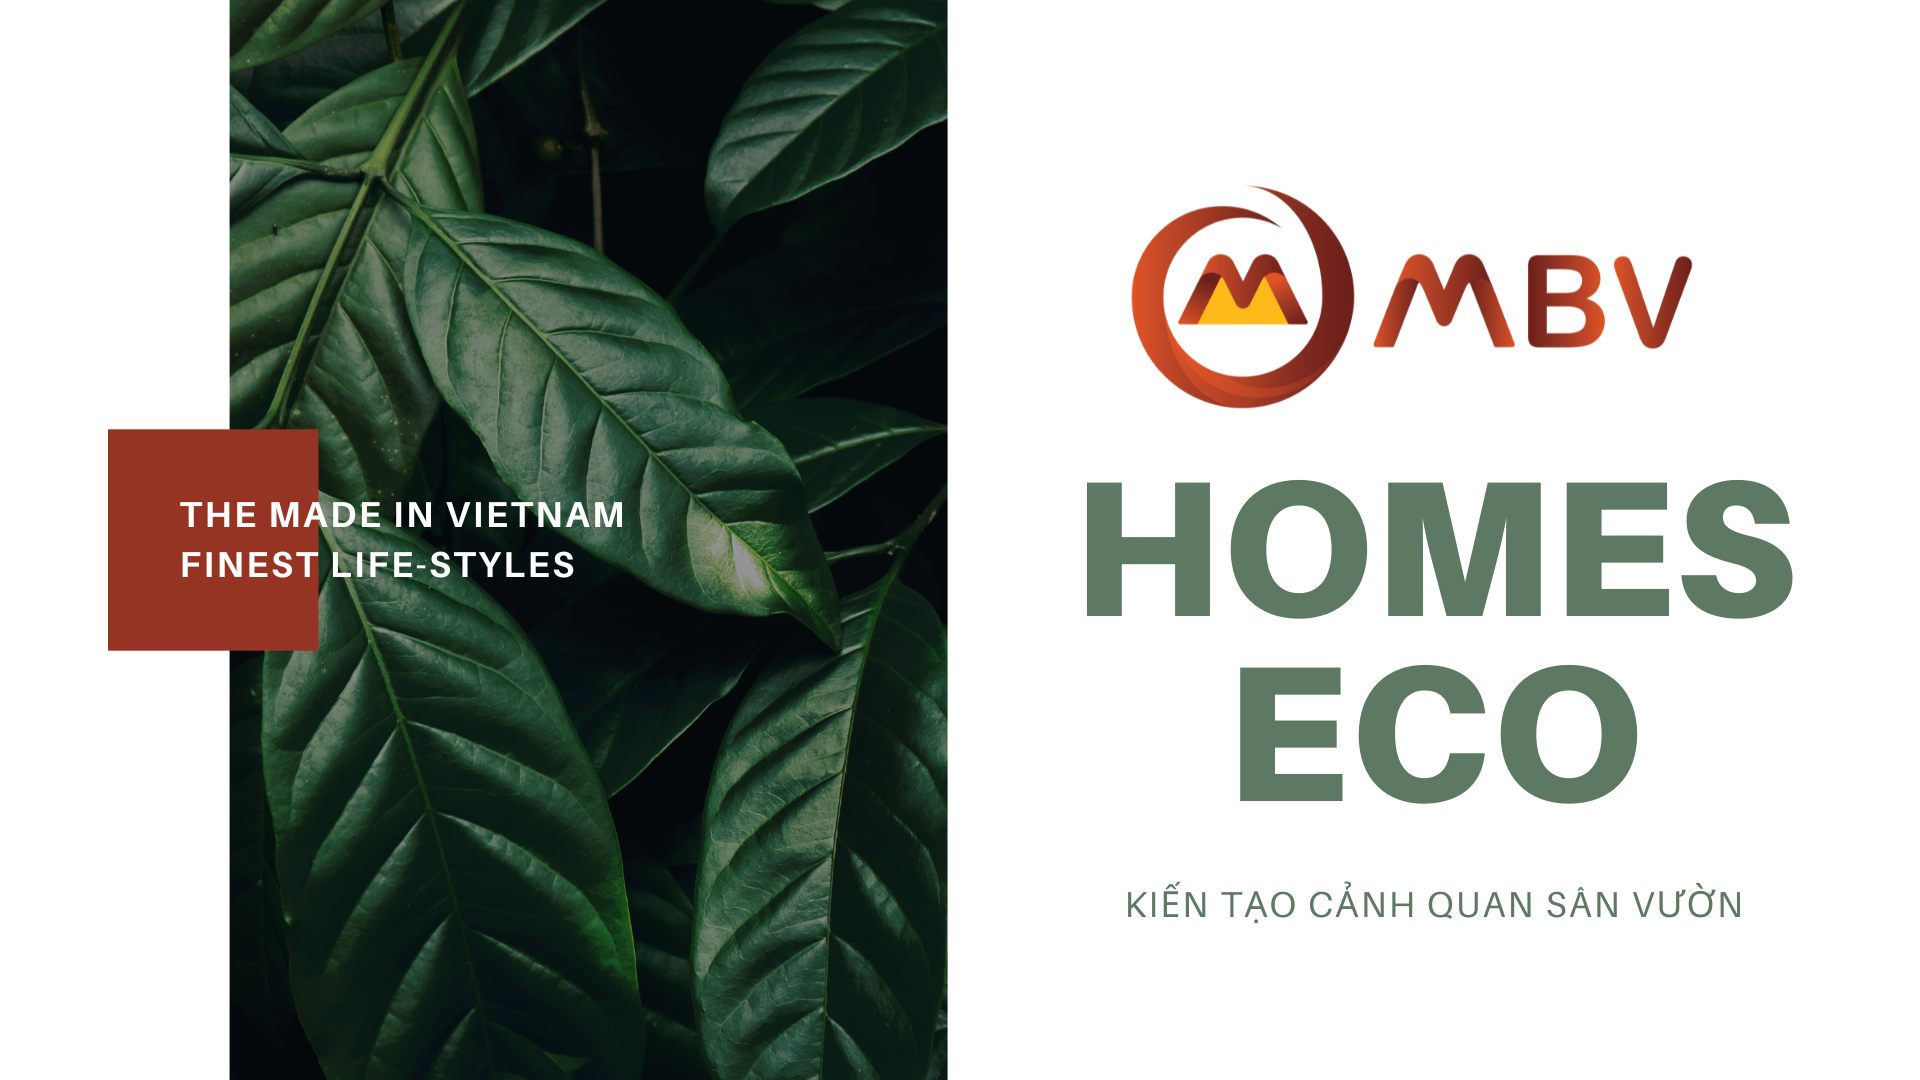 THE MADE IN VIETNAM
FINEST LIFE-STYLES
MBV
HOMES
ECO
KIẾN TẠO CẢNH QUAN SÂN VƯỜN